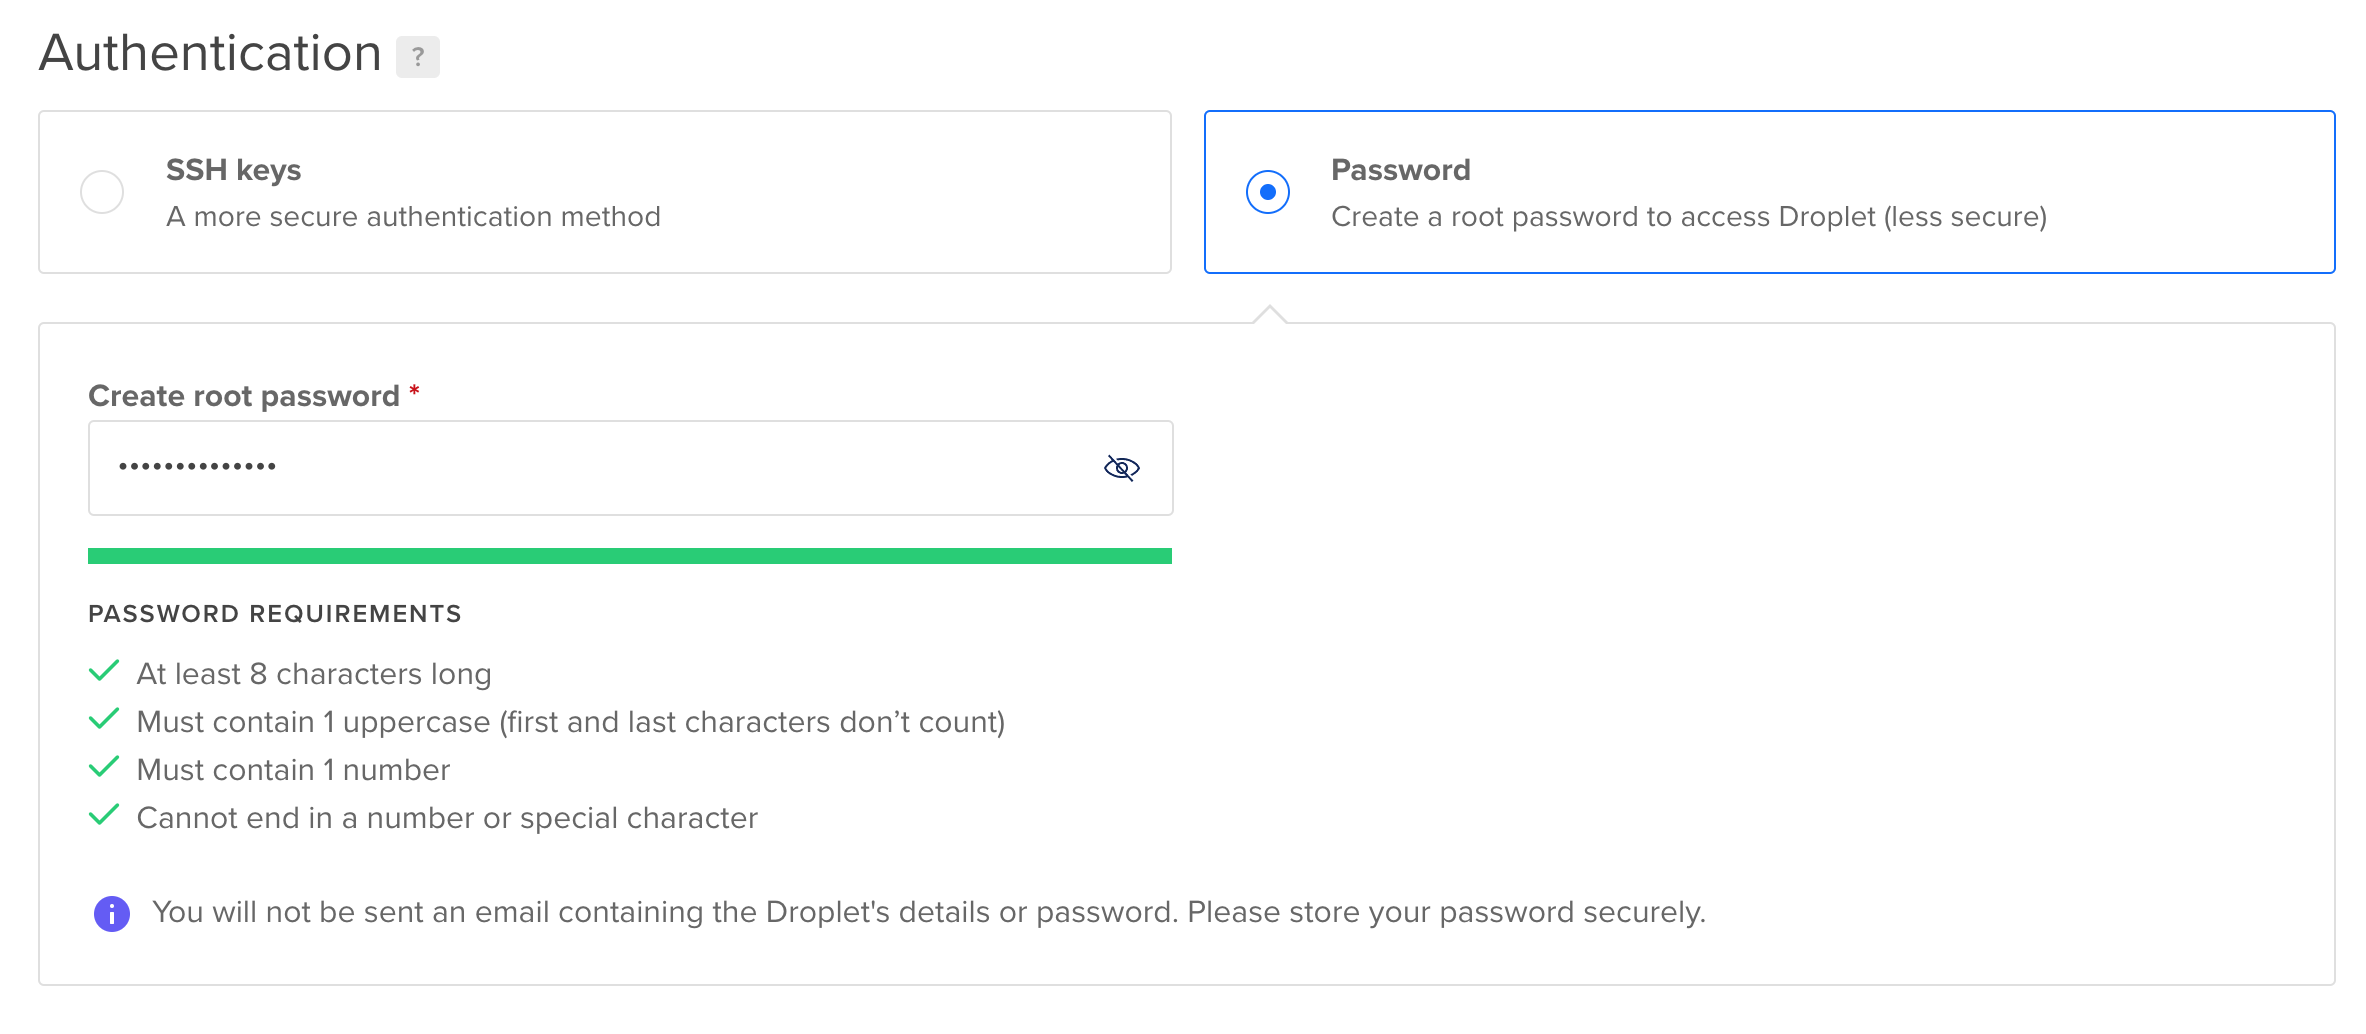 Authentication ?
SSH keys
A more secure authentication method
Password
Create a root password to access Droplet (less secure)
Create root password *
••••••••••••••
PASSWORD REQUIREMENTS
At least 8 characters long
Must contain 1 uppercase (first and last characters don’t count)
Must contain 1 number
Cannot end in a number or special character
You will not be sent an email containing the Droplet's details or password. Please store your password securely.